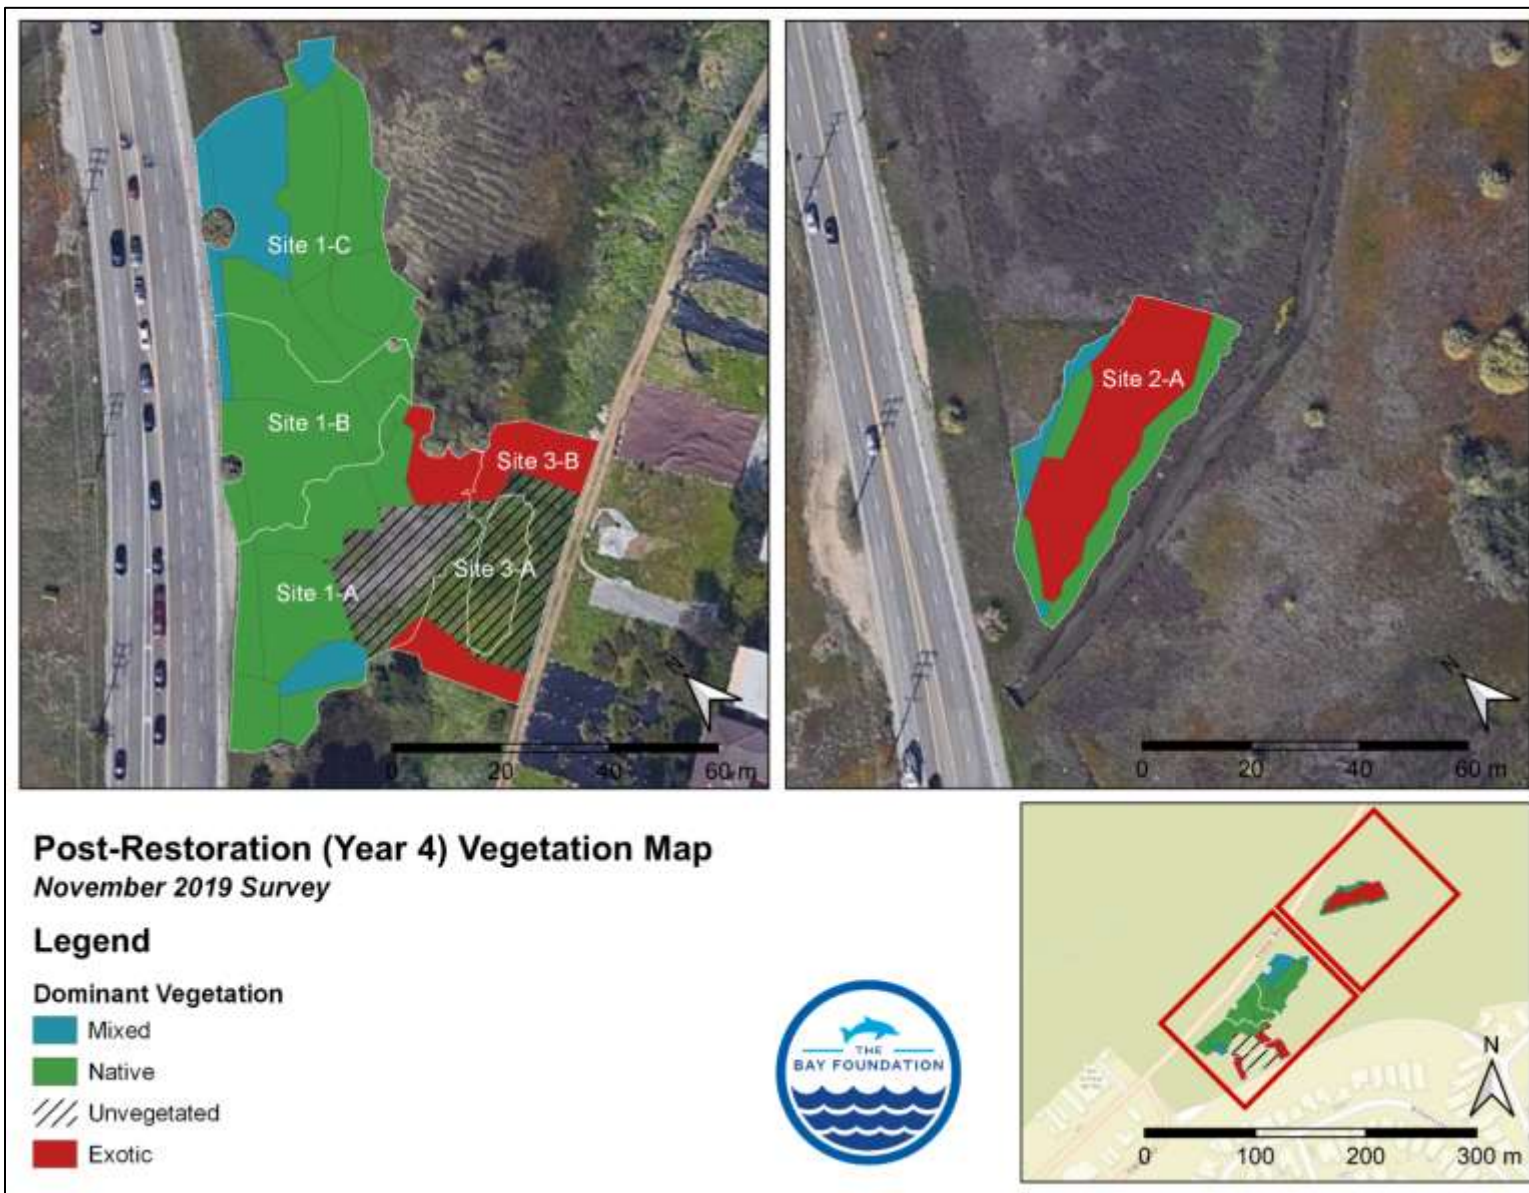 Site 1-C
Site 1-B
Site 3-B
Site 3-A
Site 1-A
N
0 20 40 60 m
Site 2-A
N
0 20 40 60 m
Post-Restoration (Year 4) Vegetation Map
November 2019 Survey
Legend
Dominant Vegetation
Mixed
Native
Unvegetated
Exotic
THE
BAY FOUNDATION
N
0 100 200 300 m